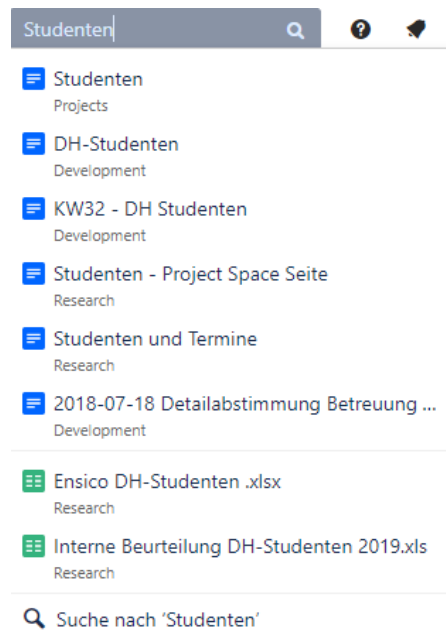 Studenten
Studenten
Projects
DH-Studenten
Development
KW32 - DH Studenten
Development
Studenten - Project Space Seite
Research
Studenten und Termine
Research
2018-07-18 Detailabstimmung Betreuung ...
Development
Ensico DH-Studenten .xlsx
Research
Interne Beurteilung DH-Studenten 2019.xls
Research
Suche nach ‘Studenten’